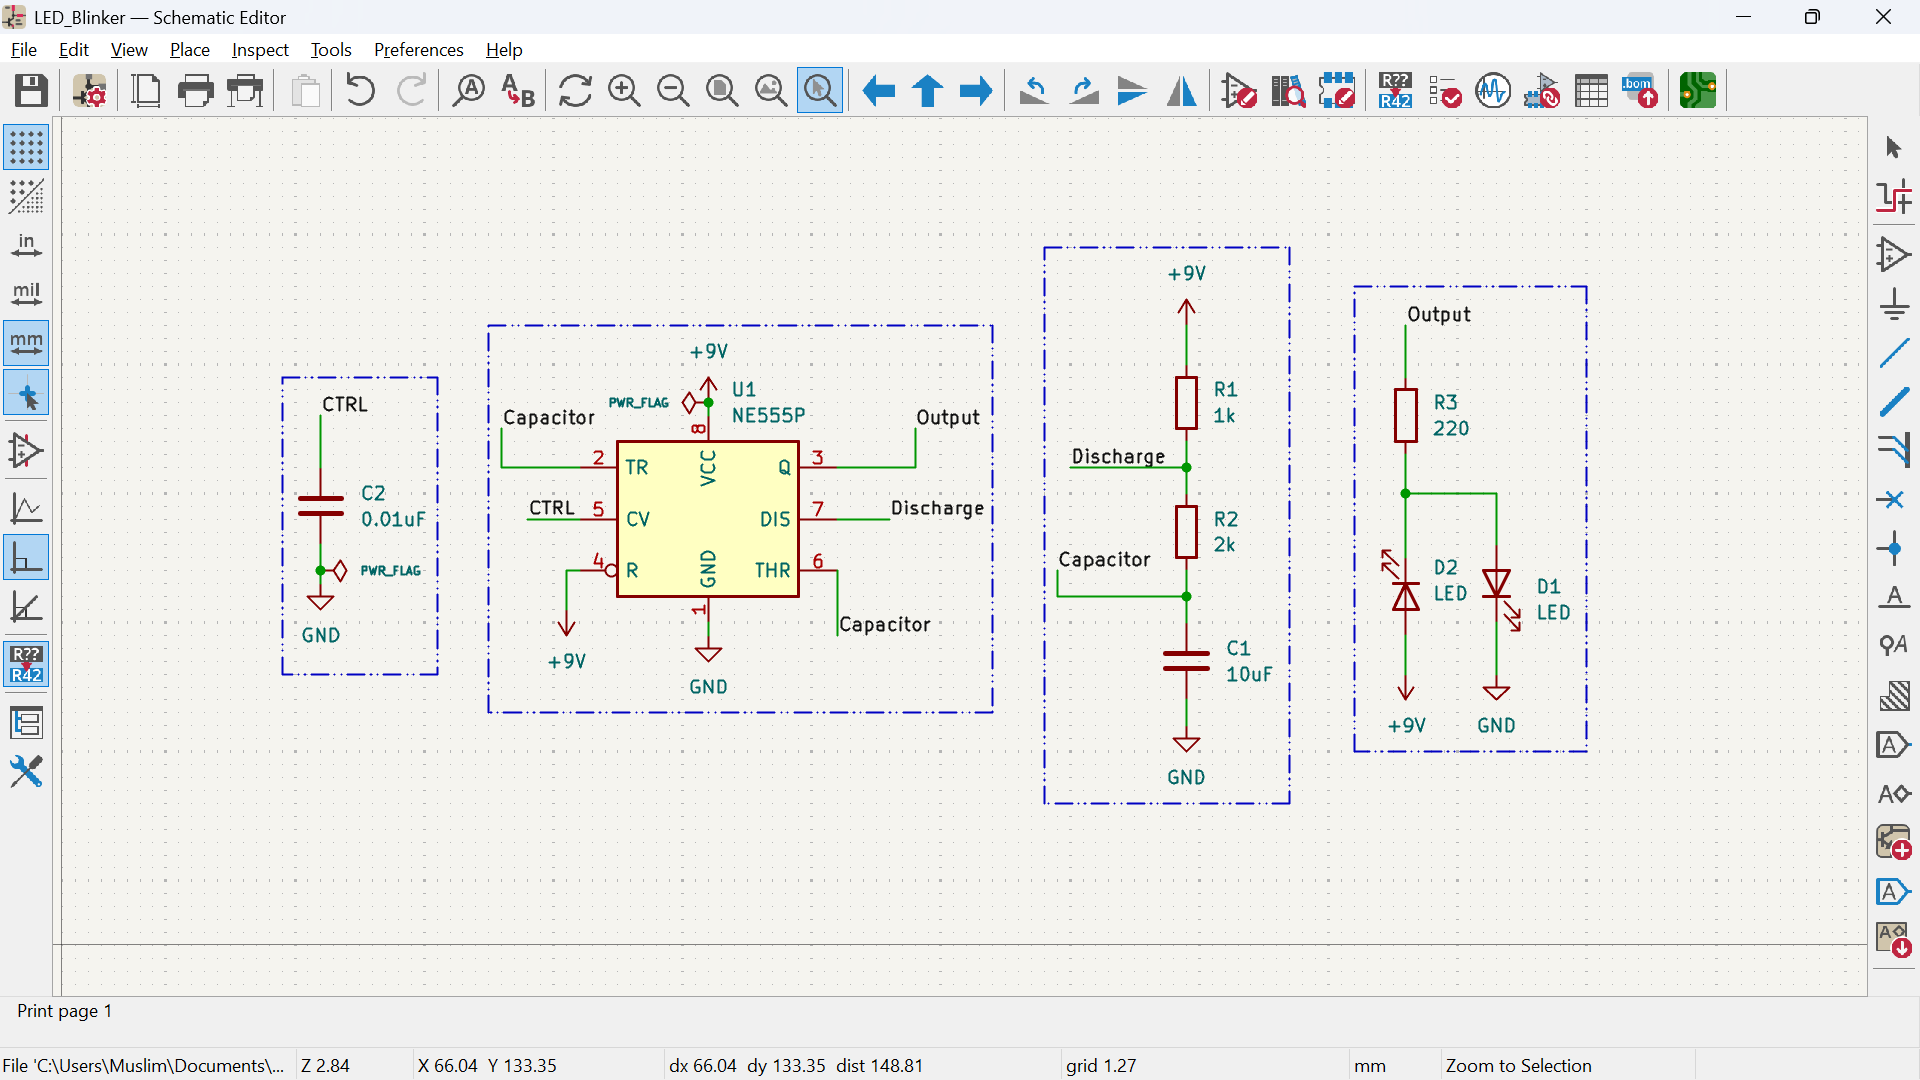 LED_Blinker — Schematic Editor
File Edit View Place Inspect Tools Preferences Help
A
A B
R??
R42
.bom
in
mil
mm
R??
R42
CTRL
C2
0.01uF
PWR_FLAG
GND
+9V
PWR_FLAG
U1
NE555P
Capacitor
Output
8
2
TR
VCC
Q
3
CTRL
5
CV
DIS
7
Discharge
4
R
GND
THR
6
1
Capacitor
+9V
GND
+9V
R1
1k
Discharge
R2
2k
Capacitor
C1
10uF
GND
Output
R3
220
D2
LED
D1
LED
+9V
GND
A
A
A
A
A
A
Print page 1
File 'C:\Users\Muslim\Documents\... Z 2.84 X 66.04 Y 133.35 dx 66.04 dy 133.35 dist 148.81 grid 1.27 mm Zoom to Selection